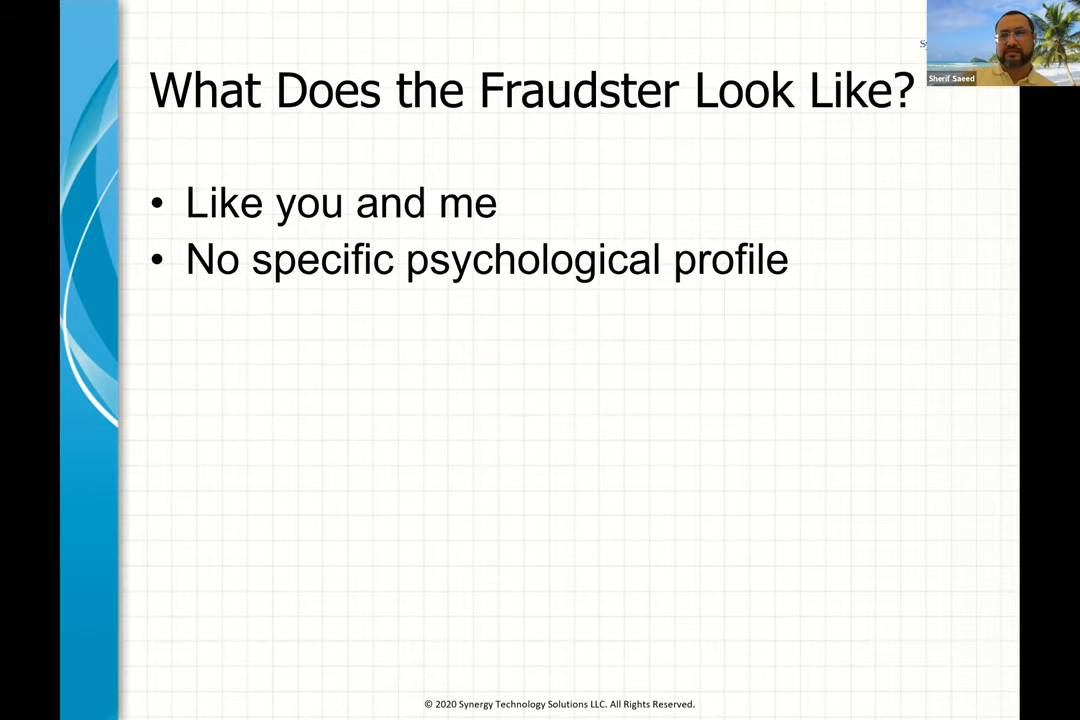 What Does the Fraudster Look Like?
Sherif Saeed
• Like you and me
• No specific psychological profile
© 2020 Synergy Technology Solutions LLC. All Rights Reserved.